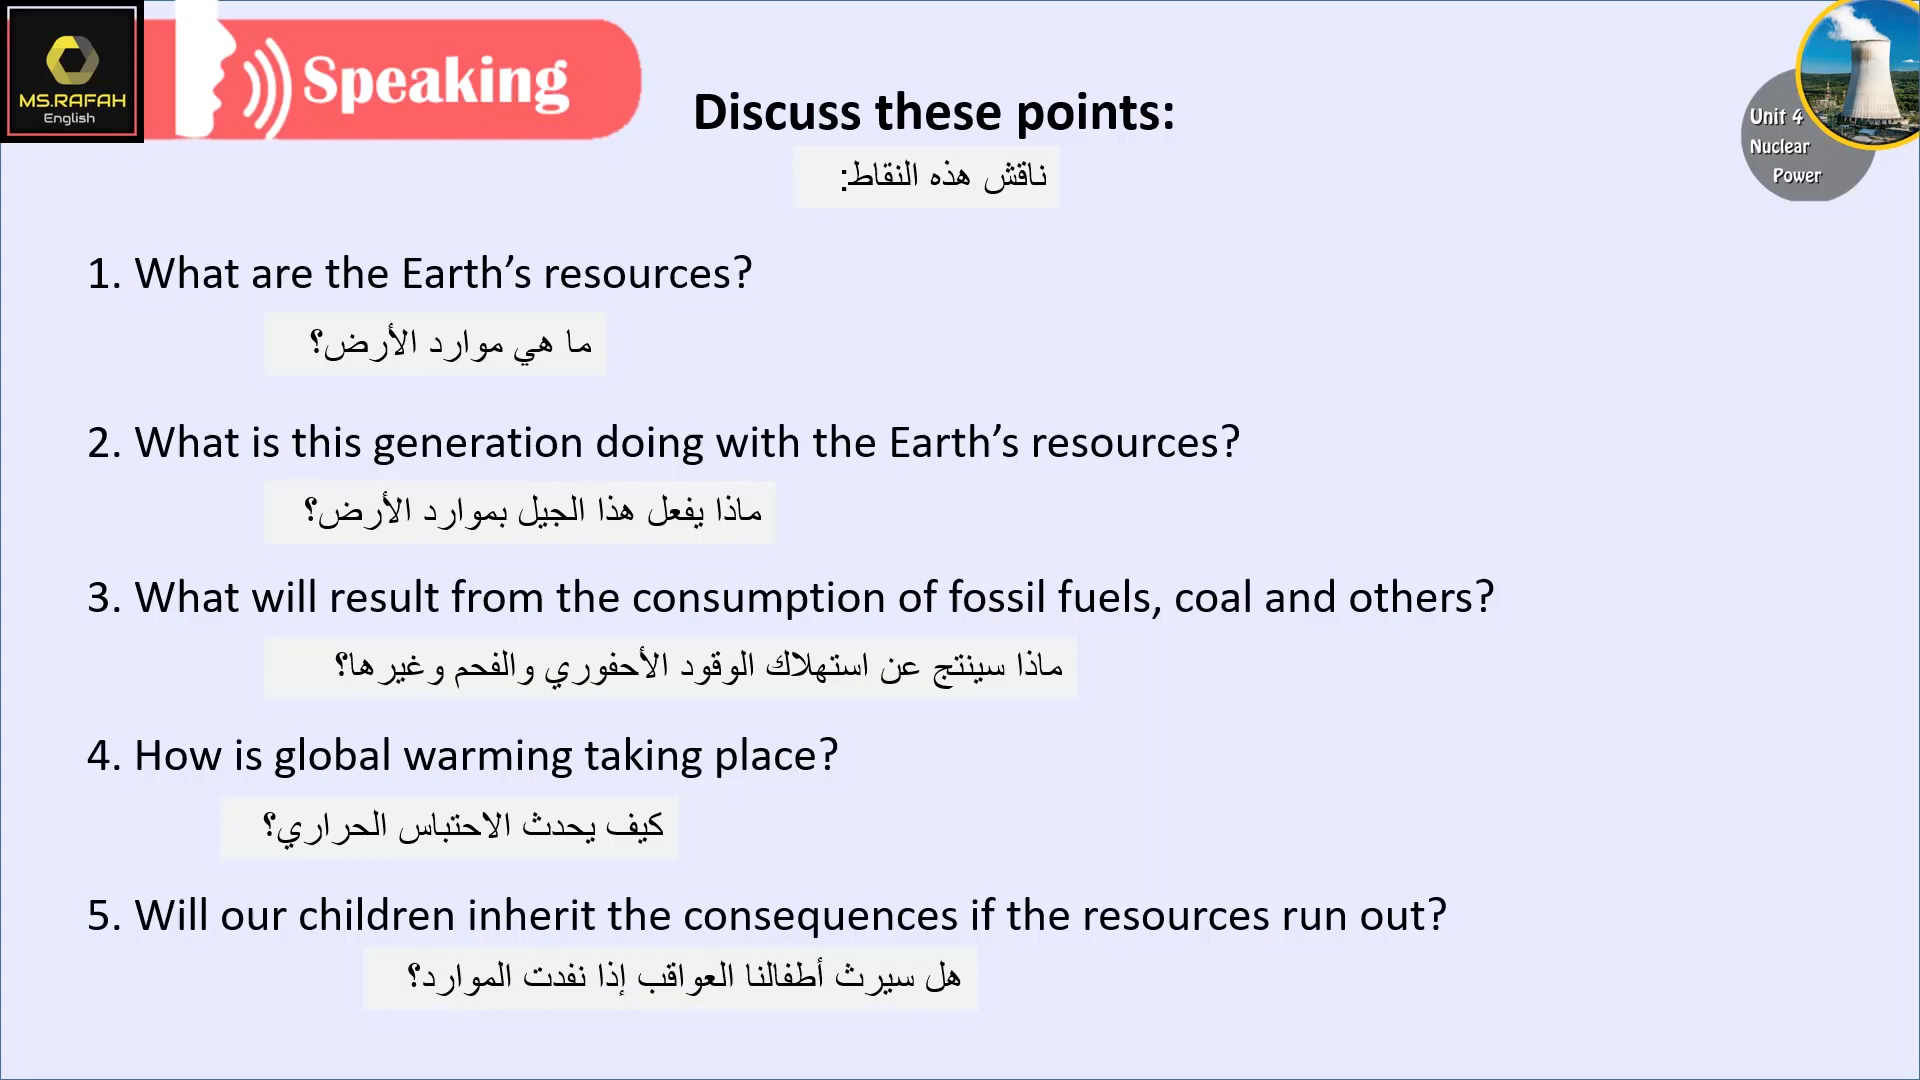 MS.RAFAH
English
Speaking
Discuss these points:
ناقش هذه النقاط:
Unit 4
Nuclear
Power
1. What are the Earth’s resources?
ما هي موارد الأرض؟
2. What is this generation doing with the Earth’s resources?
ماذا يفعل هذا الجيل بموارد الأرض؟
3. What will result from the consumption of fossil fuels, coal and others?
ماذا سينتج عن استهلاك الوقود الأحفوري والفحم وغيرها؟
4. How is global warming taking place?
كيف يحدث الاحتباس الحراري؟
5. Will our children inherit the consequences if the resources run out?
هل سيرث أطفالنا العواقب إذا نفدت الموارد؟